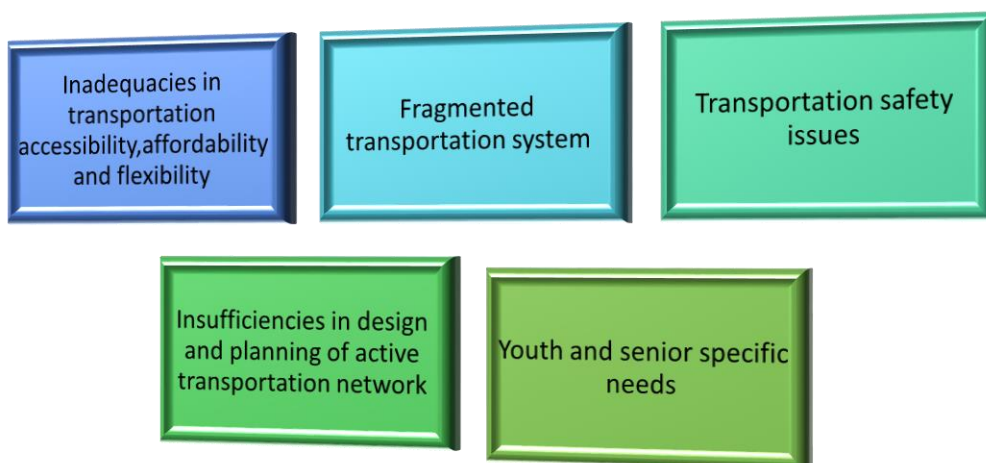 Inadequacies in
transportation
accessibility,affordability
and flexibility
Fragmented
transportation system
Transportation safety
issues
Insufficiencies in design
and planning of active
transportation network
Youth and senior specific
needs